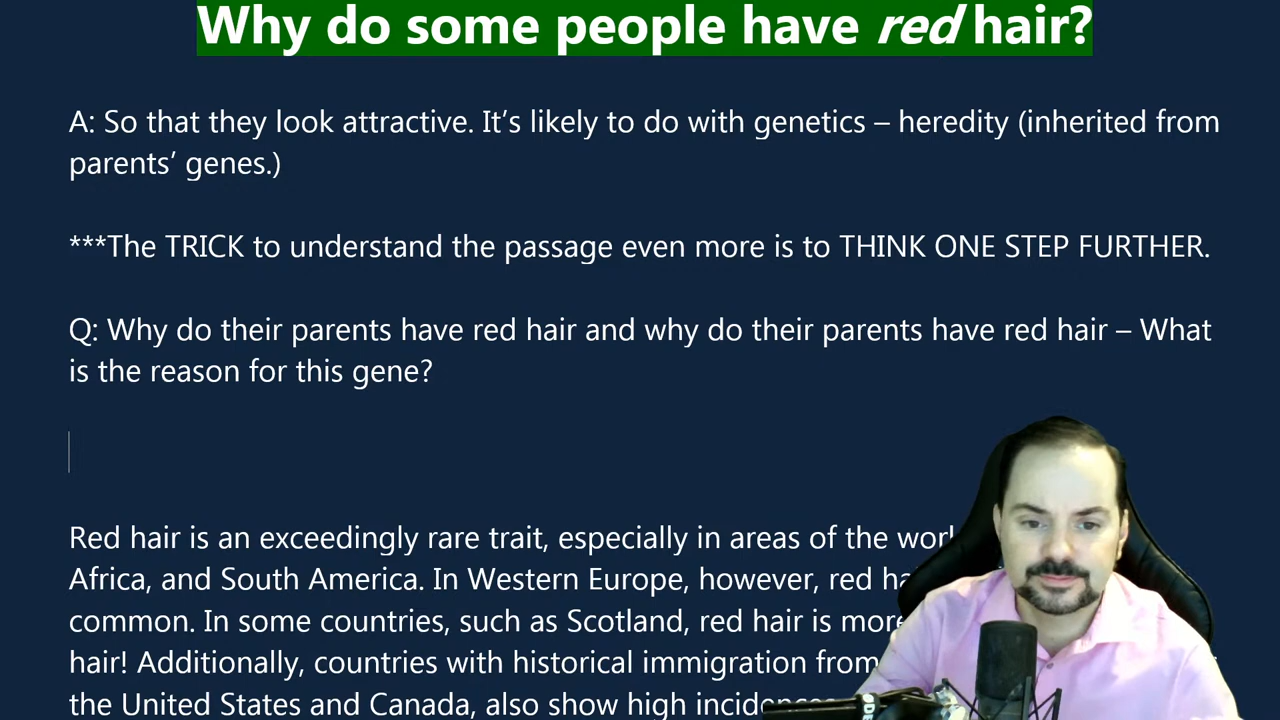 Why do some people have red hair?
A: So that they look attractive. It’s likely to do with genetics – heredity (inherited from
parents’ genes.)
***The TRICK to understand the passage even more is to THINK ONE STEP FURTHER.
Q: Why do their parents have red hair and why do their parents have red hair – What
is the reason for this gene?
Red hair is an exceedingly rare trait, especially in areas of the
Africa, and South America. In Western Europe, however, red
common. In some countries, such as Scotland, red hair is more
hair! Additionally, countries with historical immigration from
the United States and Canada, also show high